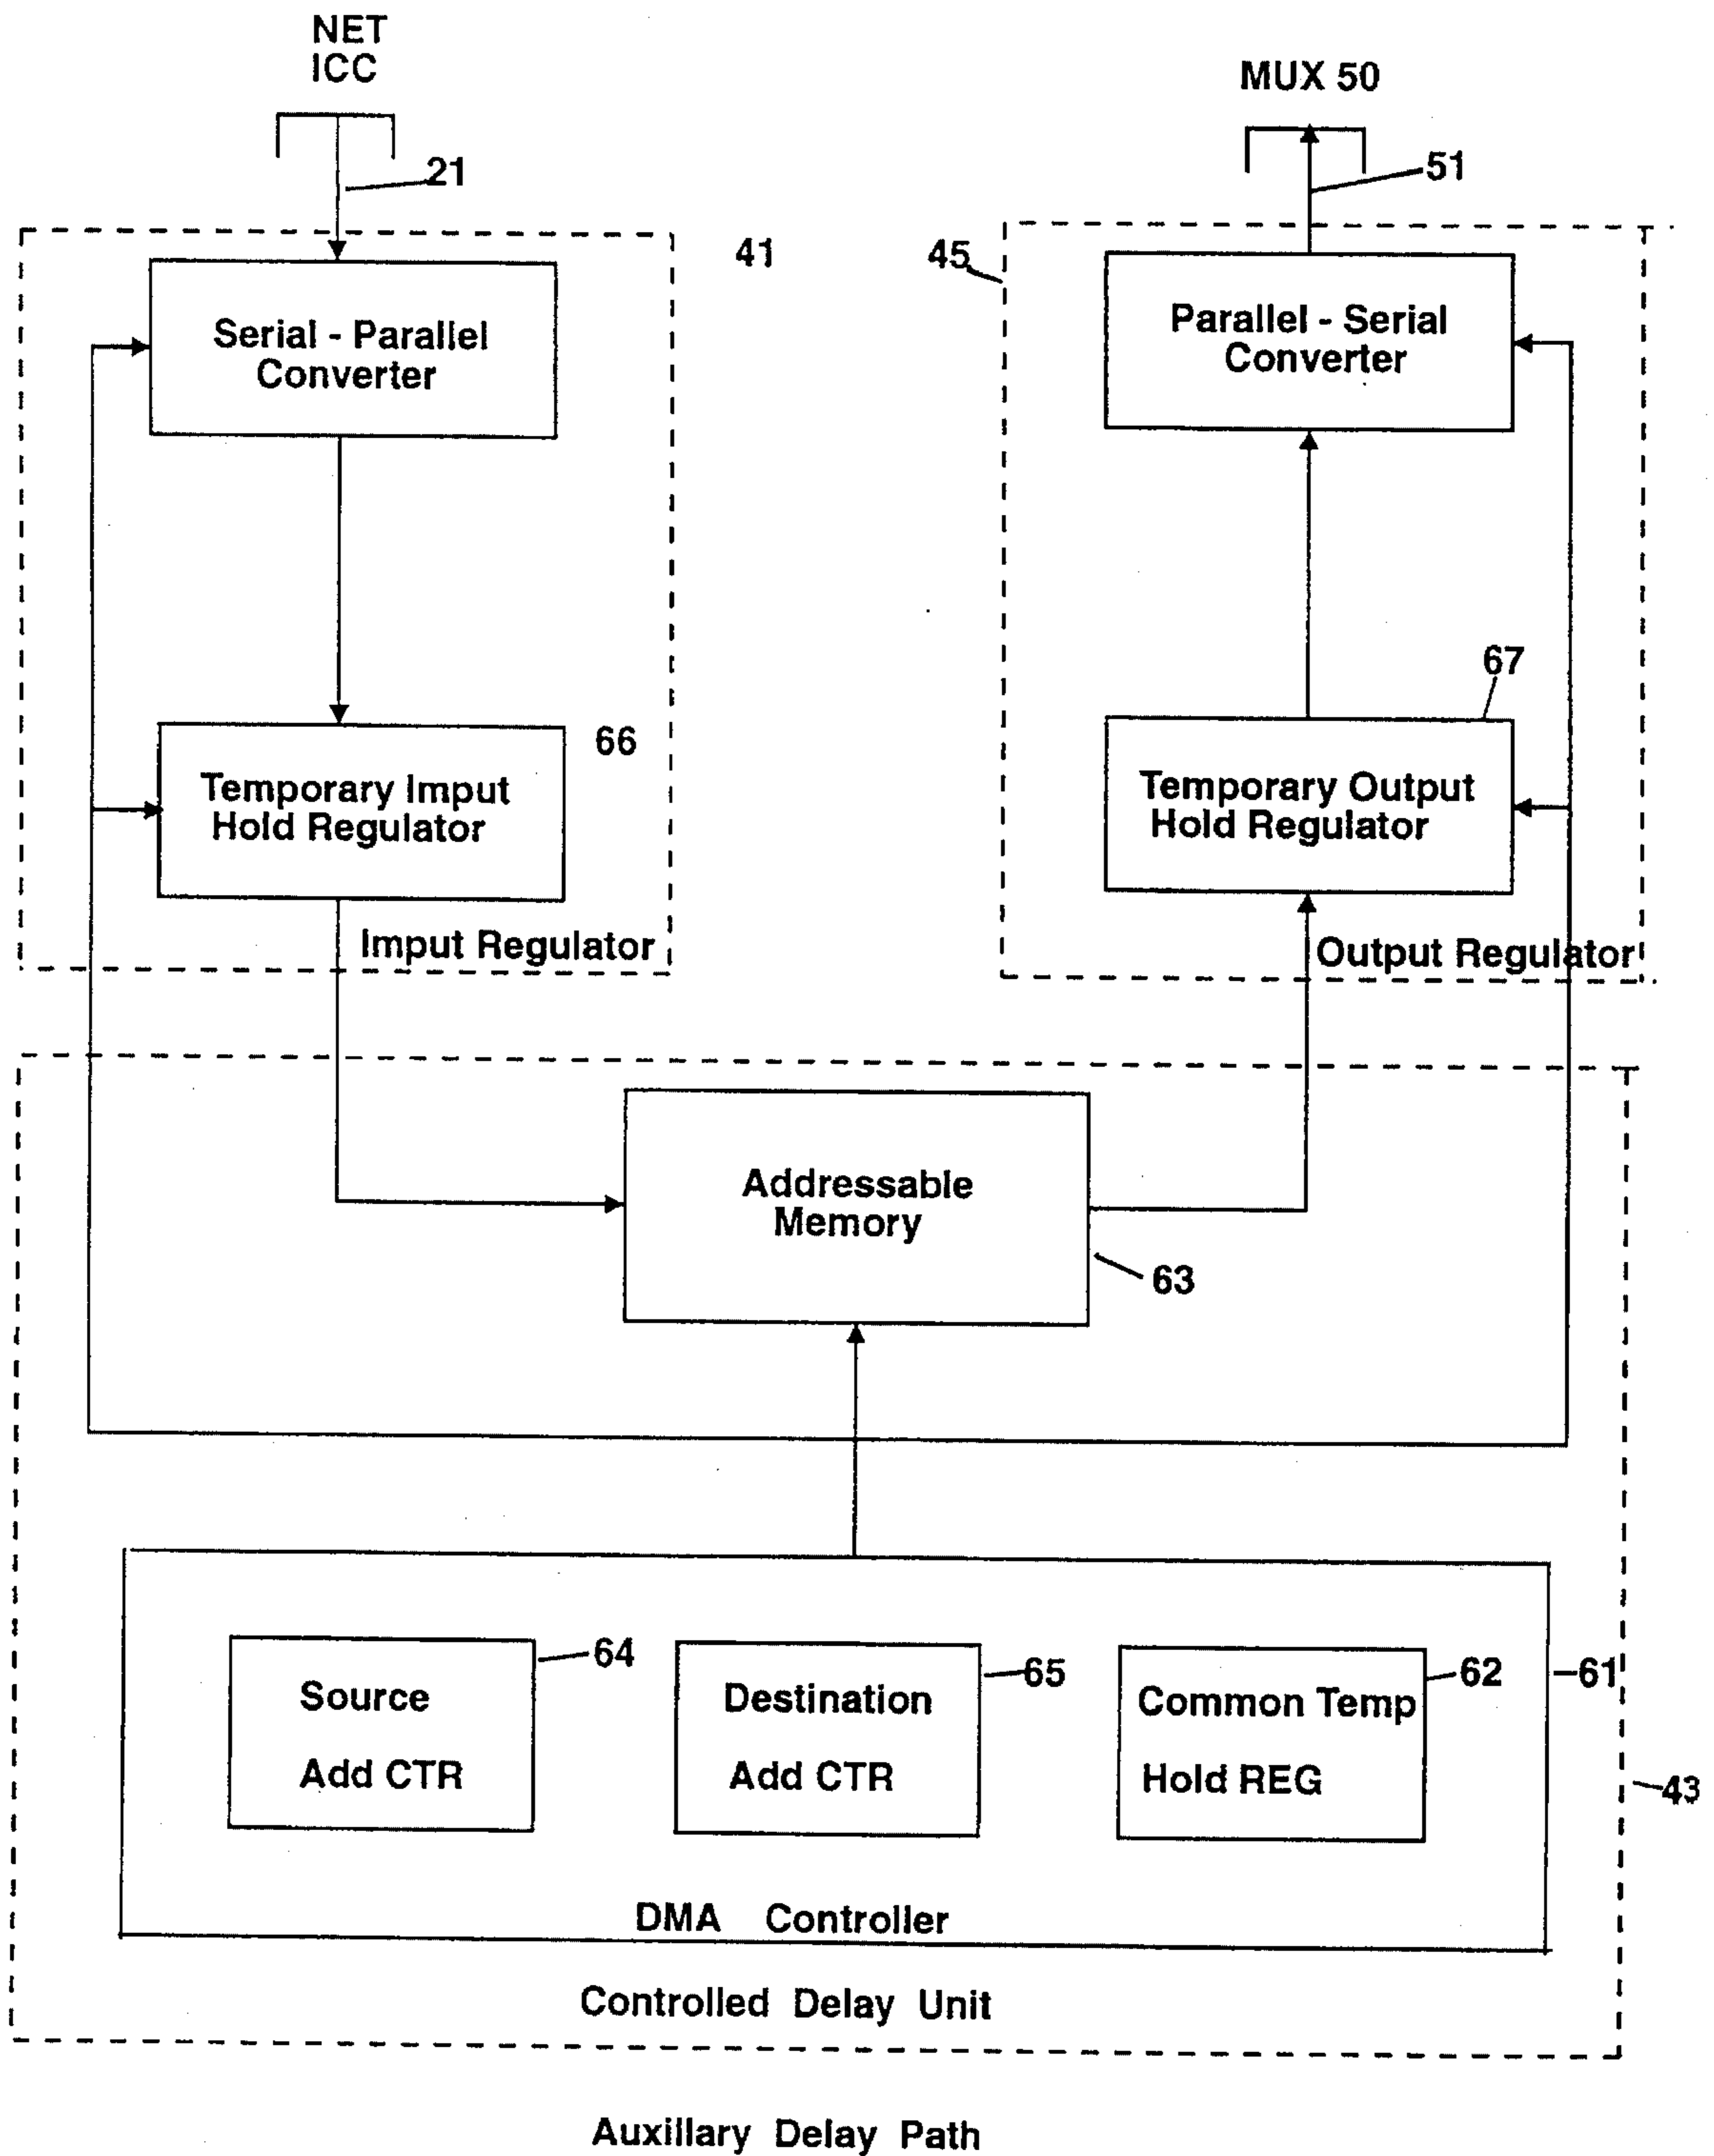 NET
ICC
MUX 50
21
51
41
45
Serial - Parallel
Converter
Parallel - Serial
Converter
67
66
Temporary Imput
Hold Regulator
Temporary Output
Hold Regulator
Imput Regulator
Output Regulator
Addressable
Memory
63
64
65
62
61
Source
Add CTR
Destination
Add CTR
Common Temp
Hold REG
43
DMA Controller
Controlled Delay Unit
Auxillary Delay Path